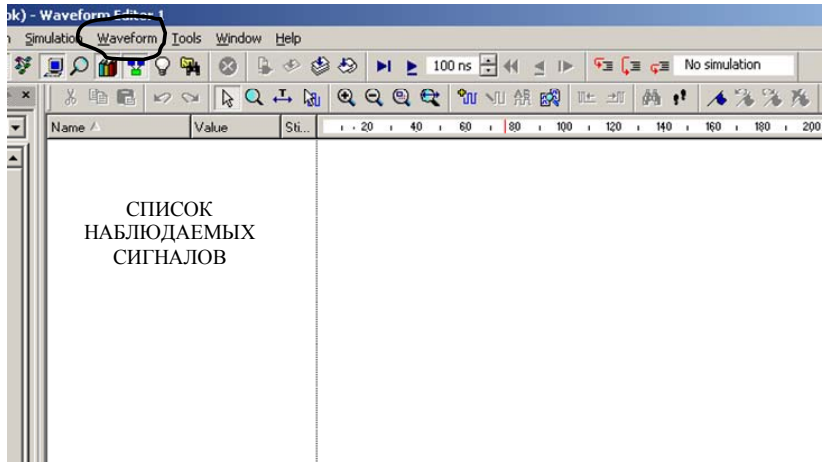 ok) - Waveform Editor 1
Simulation Waveform Tools Window Help
100 ns No simulation
Name Value Sti... 20 40 60 80 100 120 140 160 180 200
СПИСОК
НАБЛЮДАЕМЫХ
СИГНАЛОВ